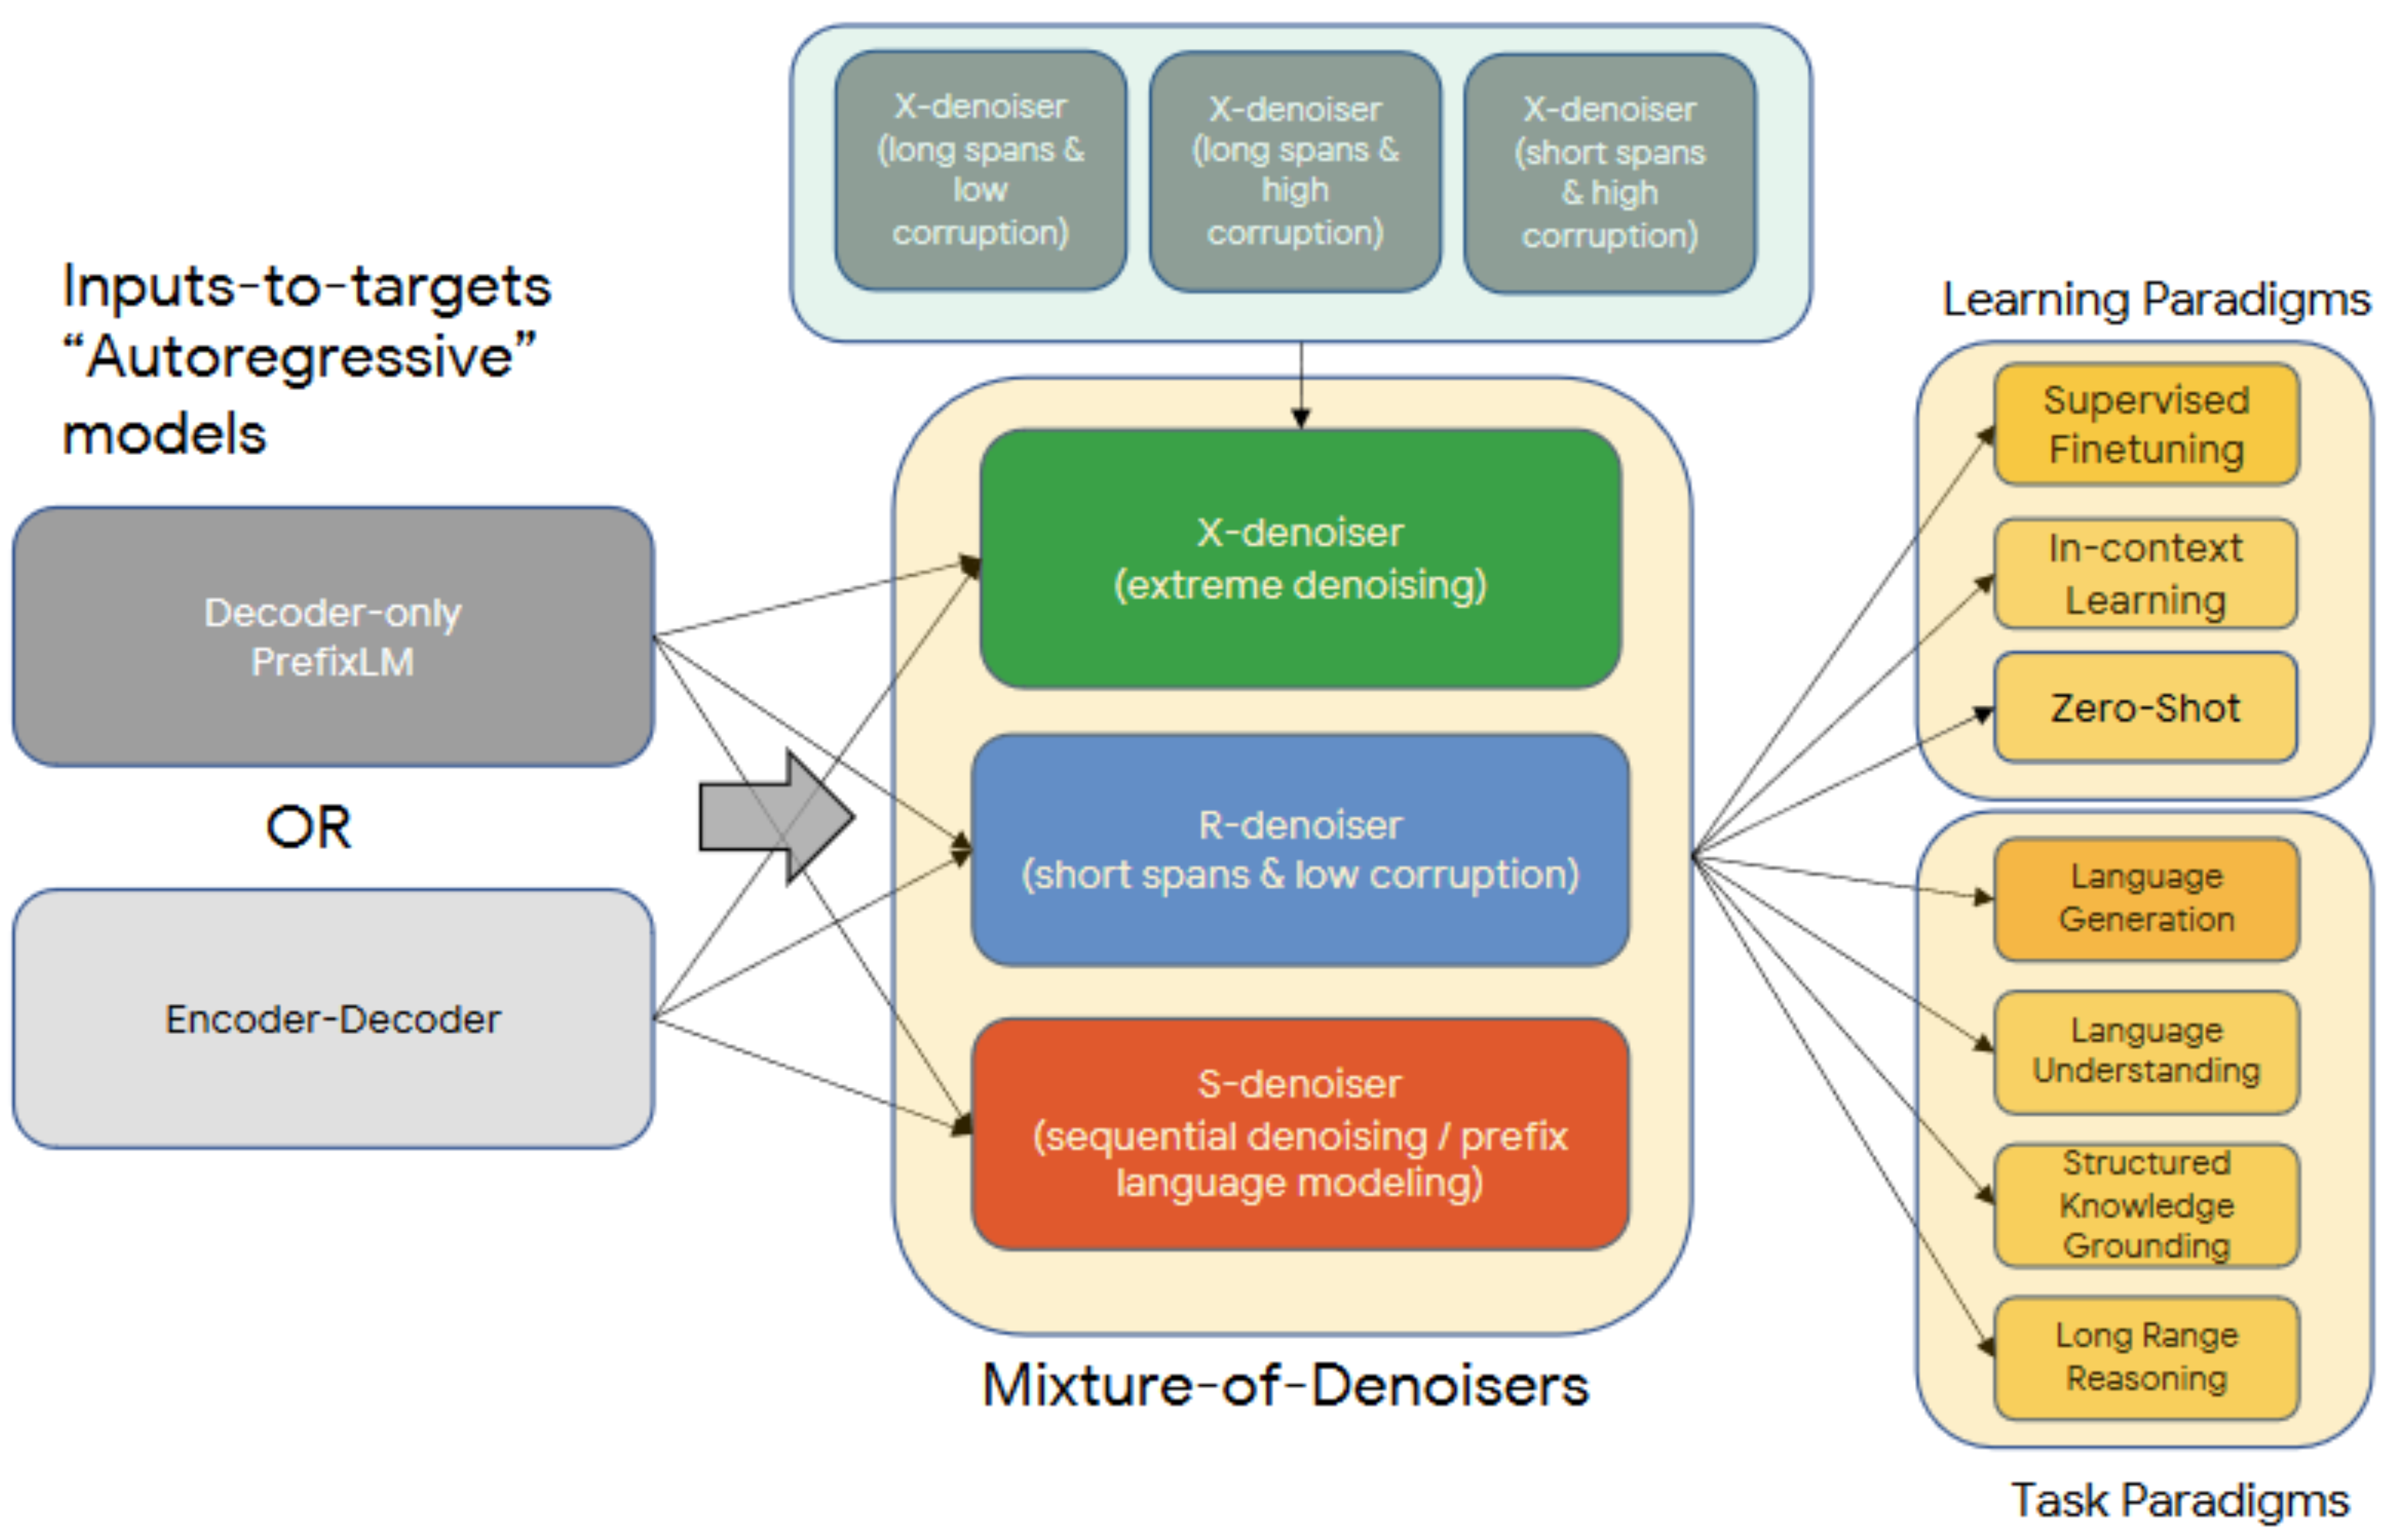 X-denoiser
(long spans &
low
corruption)
X-denoiser
(long spans &
high
corruption)
X-denoiser
(short spans
& high
corruption)
Inputs-to-targets
“Autoregressive”
models
Decoder-only
PrefixLM
OR
Encoder-Decoder
X-denoiser
(extreme denoising)
R-denoiser
(short spans & low corruption)
S-denoiser
(sequential denoising / prefix
language modeling)
Mixture-of-Denoisers
Learning Paradigms
Supervised
Finetuning
In-context
Learning
Zero-Shot
Language
Generation
Language
Understanding
Structured
Knowledge
Grounding
Long Range
Reasoning
Task Paradigms